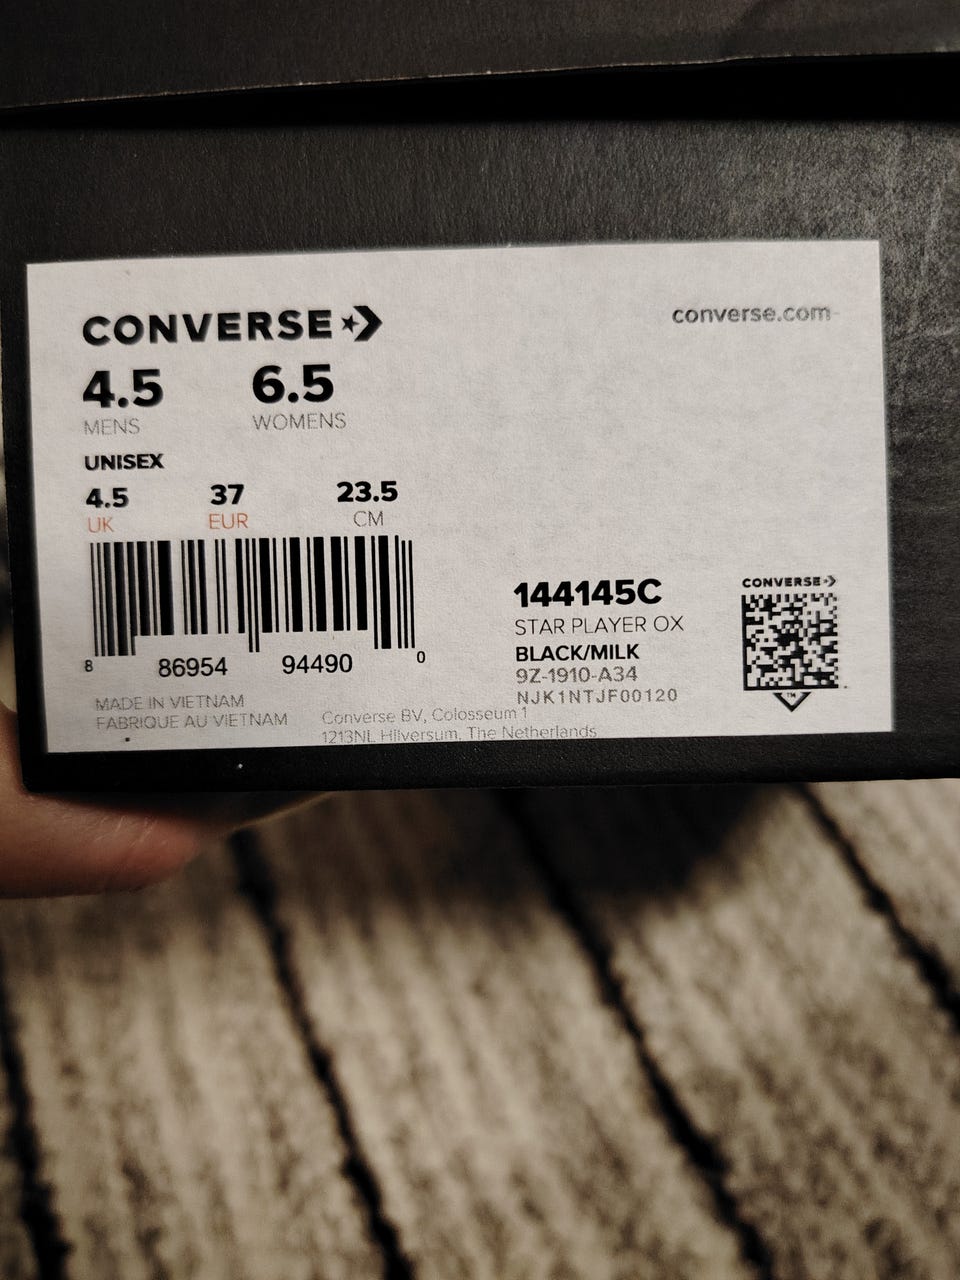 CONVERSE
converse.com
4.5 6.5
MENS WOMENS
UNISEX
4.5 37 23.5
UK EUR CM
8 86954 94490 0
MADE IN VIETNAM
FABRIQUE AU VIETNAM
Converse BV, Colosseum 1
1213NL Hilversum, The Netherlands
144145C
STAR PLAYER OX
BLACK/MILK
9Z-1910-A34
NJK1NTJF00120
CONVERSE
TM